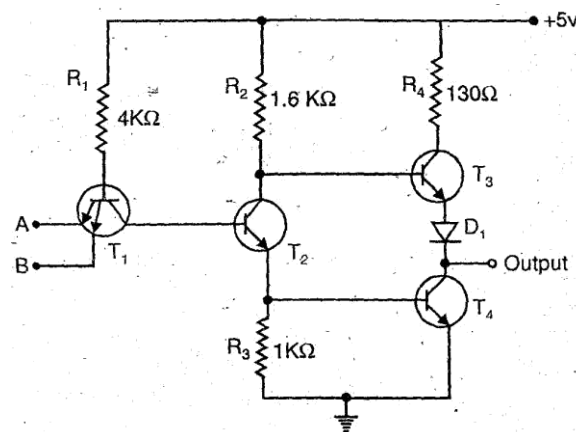 +5v
R1
R2
R4
1.6 KΩ
130Ω
4KΩ
T3
A
D1
T1
T2
B
Output
T4
R3
1KΩ